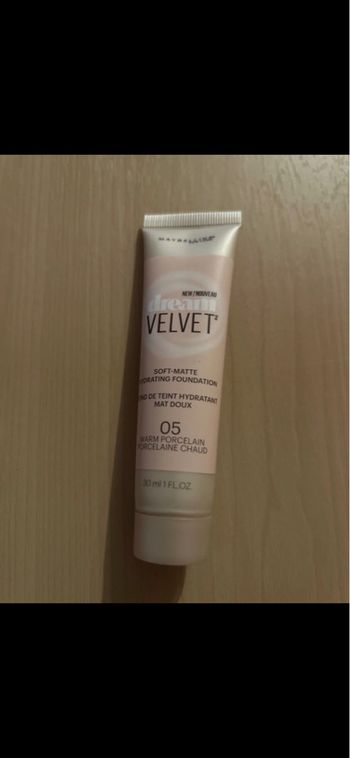 MAYBELLINE
NEW/NOUVEAU
dream
VELVET
SOFT-MATTE
HYDRATING FOUNDATION
FOND DE TEINT HYDRATANT
MAT DOUX
05
WARM PORCELAIN
PORCELAINE CHAUD
30 ml 1 FL.OZ.